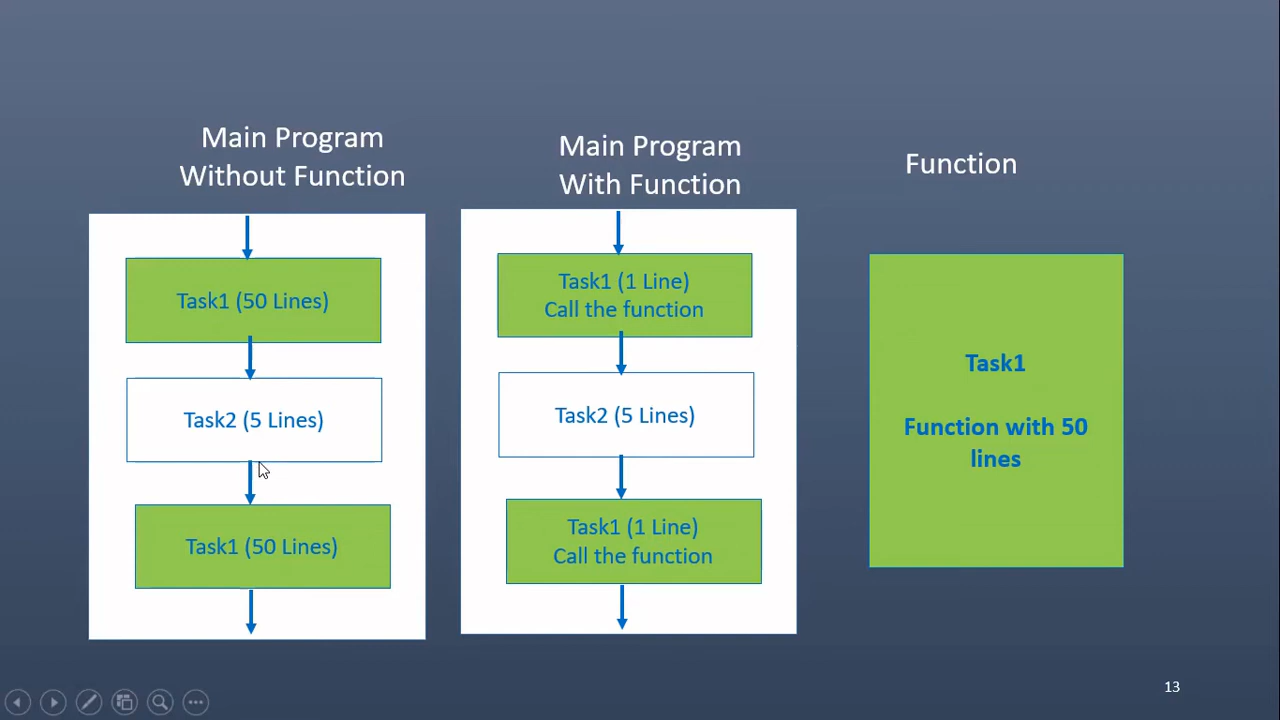 Main Program
Without Function
Task1 (50 Lines)
Task2 (5 Lines)
Task1 (50 Lines)
Main Program
With Function
Task1 (1 Line)
Call the function
Task2 (5 Lines)
Task1 (1 Line)
Call the function
Function
Task1
Function with 50
lines
13